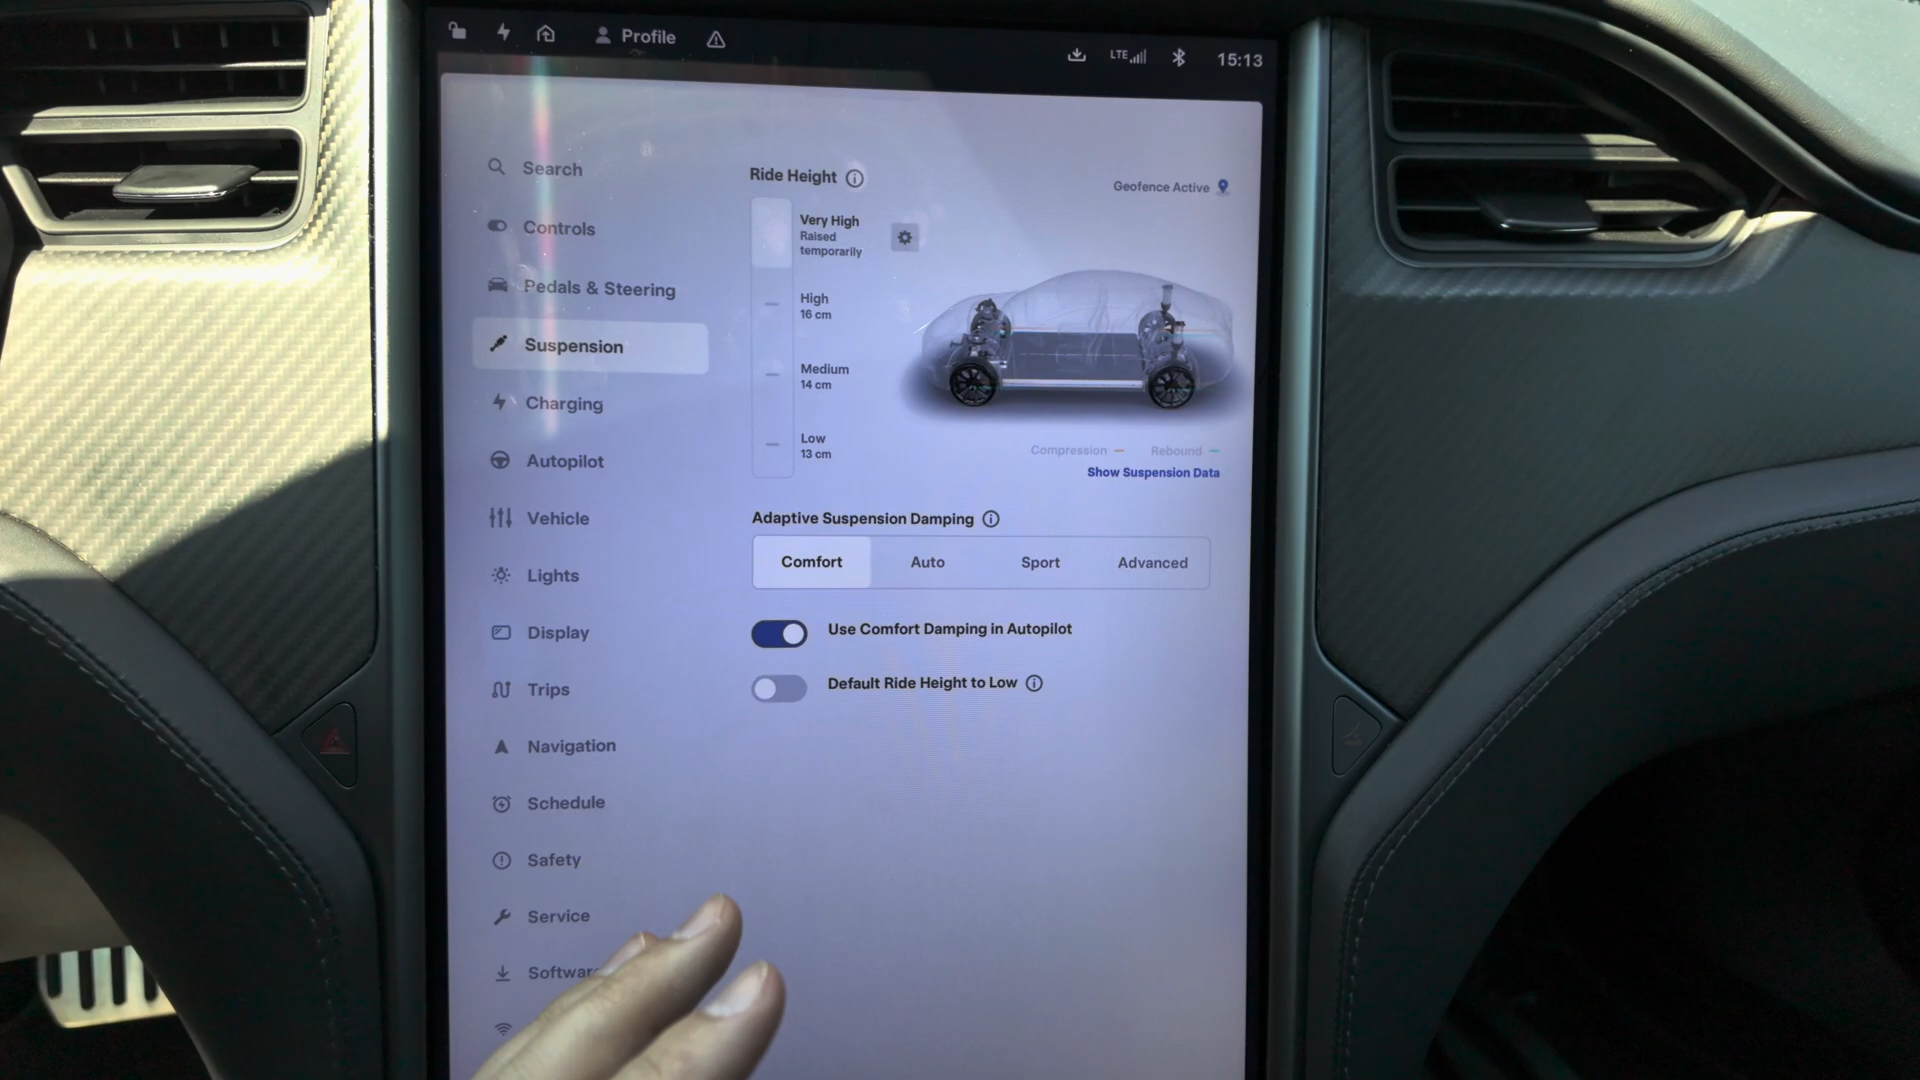 Profile
LTE
15:13
Search
Controls
Pedals & Steering
Suspension
Charging
Autopilot
Vehicle
Lights
Display
Trips
Navigation
Schedule
Safety
Service
Ride Height
Geofence Active
Very High
Raised
temporarily
High
16 cm
Medium
14 cm
Low
13 cm
Compression
Rebound
Show Suspension Data
Adaptive Suspension Damping
Comfort
Auto
Sport
Advanced
Use Comfort Damping in Autopilot
Default Ride Height to Low